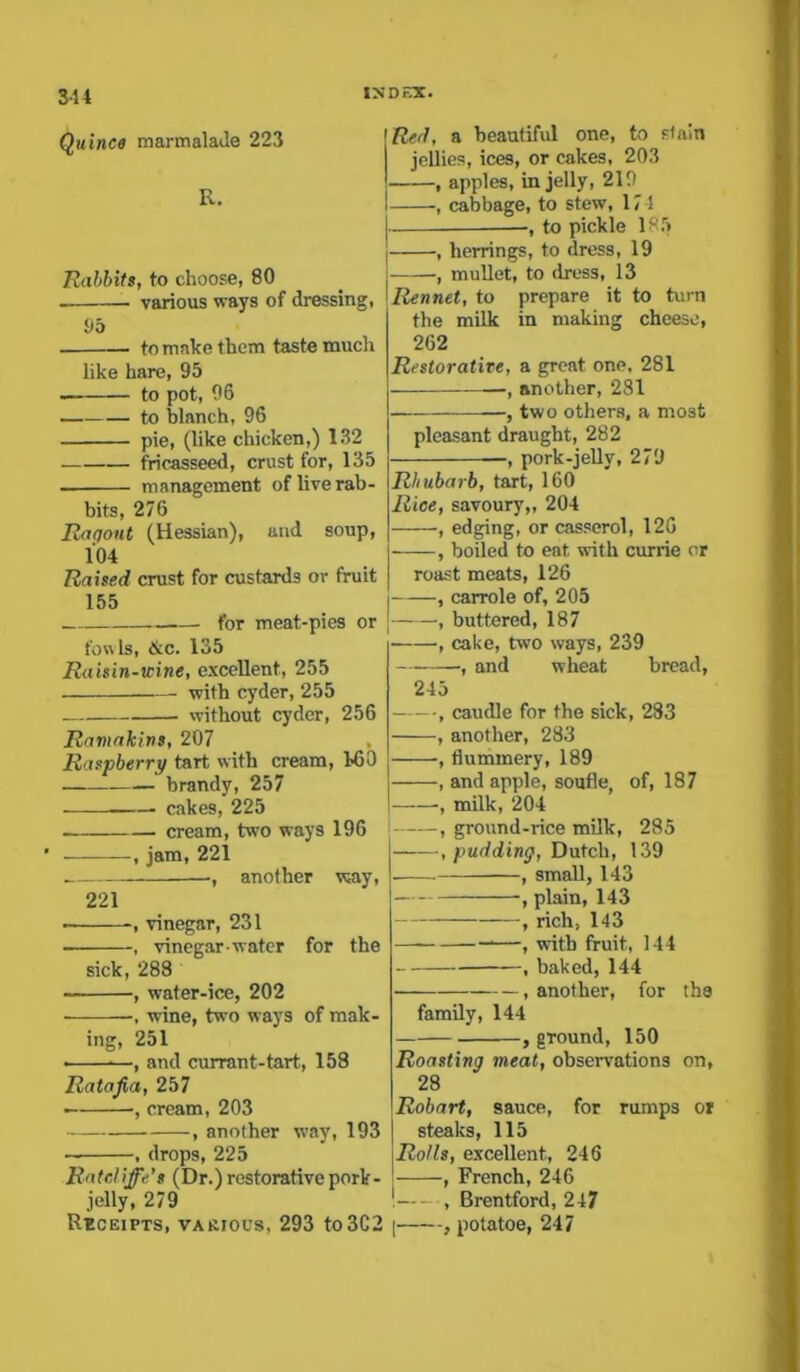 344
INDEX.
Quince marmalade 223
R.
Rabbits, to choose, 80
——— various ways of dressing,
95
——— to make them taste much
like hare, 95
——— to pot, 96
——— to blanch, 96
——— pie, (like chicken,) 132
——— fricasseed, crust for, 135
——— management of live rab-
bits, 276
Ragout (Hessian), and soup,
104
Raised crust for custards or fruit
155
——— for meat-pies or
fowls, &c. 135
Raisin-wine, excellent, 255
——— with cyder, 255
——— without cyder, 256
Ramakins, 207
Raspberry tart with cream, 160
——— brandy, 257
——— cakes, 225
——— cream, two ways 196
———, jam, 221
———, another way,
221
———, vinegar, 231
———, vinegar-water for the
sick, 288
———, water-ice, 202
———, wine, two ways of mak-
ing, 251
———, and currant-tart, 158
Ratafia, 257
———, cream, 203
———, another way, 193
———, drops, 225
Ratcliffe's (Dr.) restorative pork-
jelly, 279
RECEIPTS, VARIOUS, 293 to 3C2
Red, a beautiful one, to stain
jellies, ices, or cakes, 203
———, apples, in jelly, 219
———, cabbage, to stew, 174
———, to pickle 185
———, herrings, to dress, 19
———, mullet, to dress, 13
Rennet, to prepare it to turn
the milk in making cheese,
262
Restorative, a great one, 281
———, another, 281
———, two others, a most
pleasant draught, 282
———, pork-jelly, 279
Rhubarb, tart, 160
Rice, savoury,, 204
———, edging, or casserol, 126
———, boiled to eat with currie or
roast meats, 126
———, carrole of, 205
———, buttered, 187
———, cake, two ways, 239
———, and wheat bread,
245
———, caudle for the sick, 283
———, another, 283
———, flummery, 189
———, and apple, soufle, of, 187
———, milk, 204
———, ground-rice milk, 285
———, pudding, Dutch, 139
———, small, 143
———, plain, 143
———, rich, 143
———, with fruit, 144
———, baked, 144
———, another, for the
family, 144
———, ground, 150
Roasting meat, observations on,
28
Robart, sauce, for rumps or
steaks, 115
Rolls, excellent, 246
———, French, 246
———, Brentford, 247
———, potatoe, 247